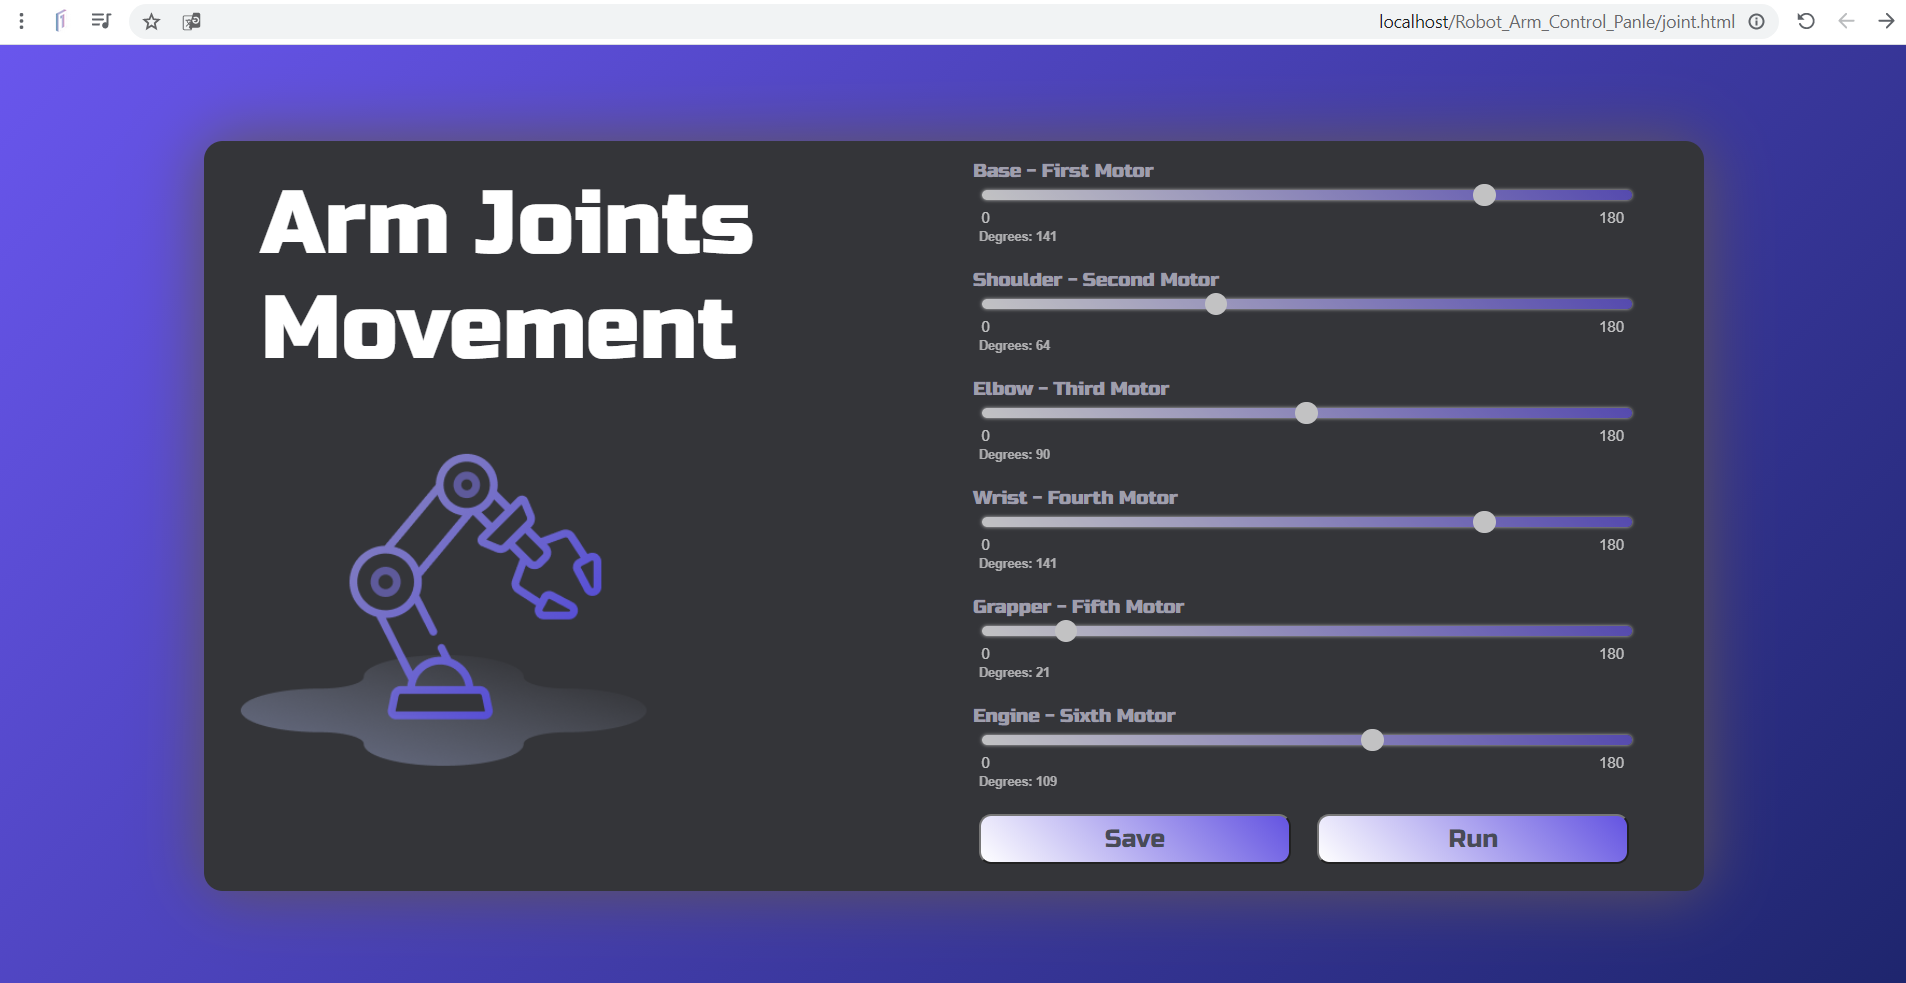 localhost/Robot_Arm_Control_Panle/joint.html
Arm Joints
Movement
Base - First Motor
0 180
Degrees: 141
Shoulder - Second Motor
0 180
Degrees: 64
Elbow - Third Motor
0 180
Degrees: 90
Wrist - Fourth Motor
0 180
Degrees: 141
Grapper - Fifth Motor
0 180
Degrees: 21
Engine - Sixth Motor
0 180
Degrees: 109
Save Run